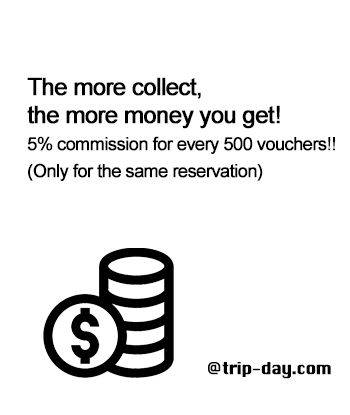 The more collect,
the more money you get!
5% commission for every 500 vouchers!!
(Only for the same reservation)
$
@trip-day.com